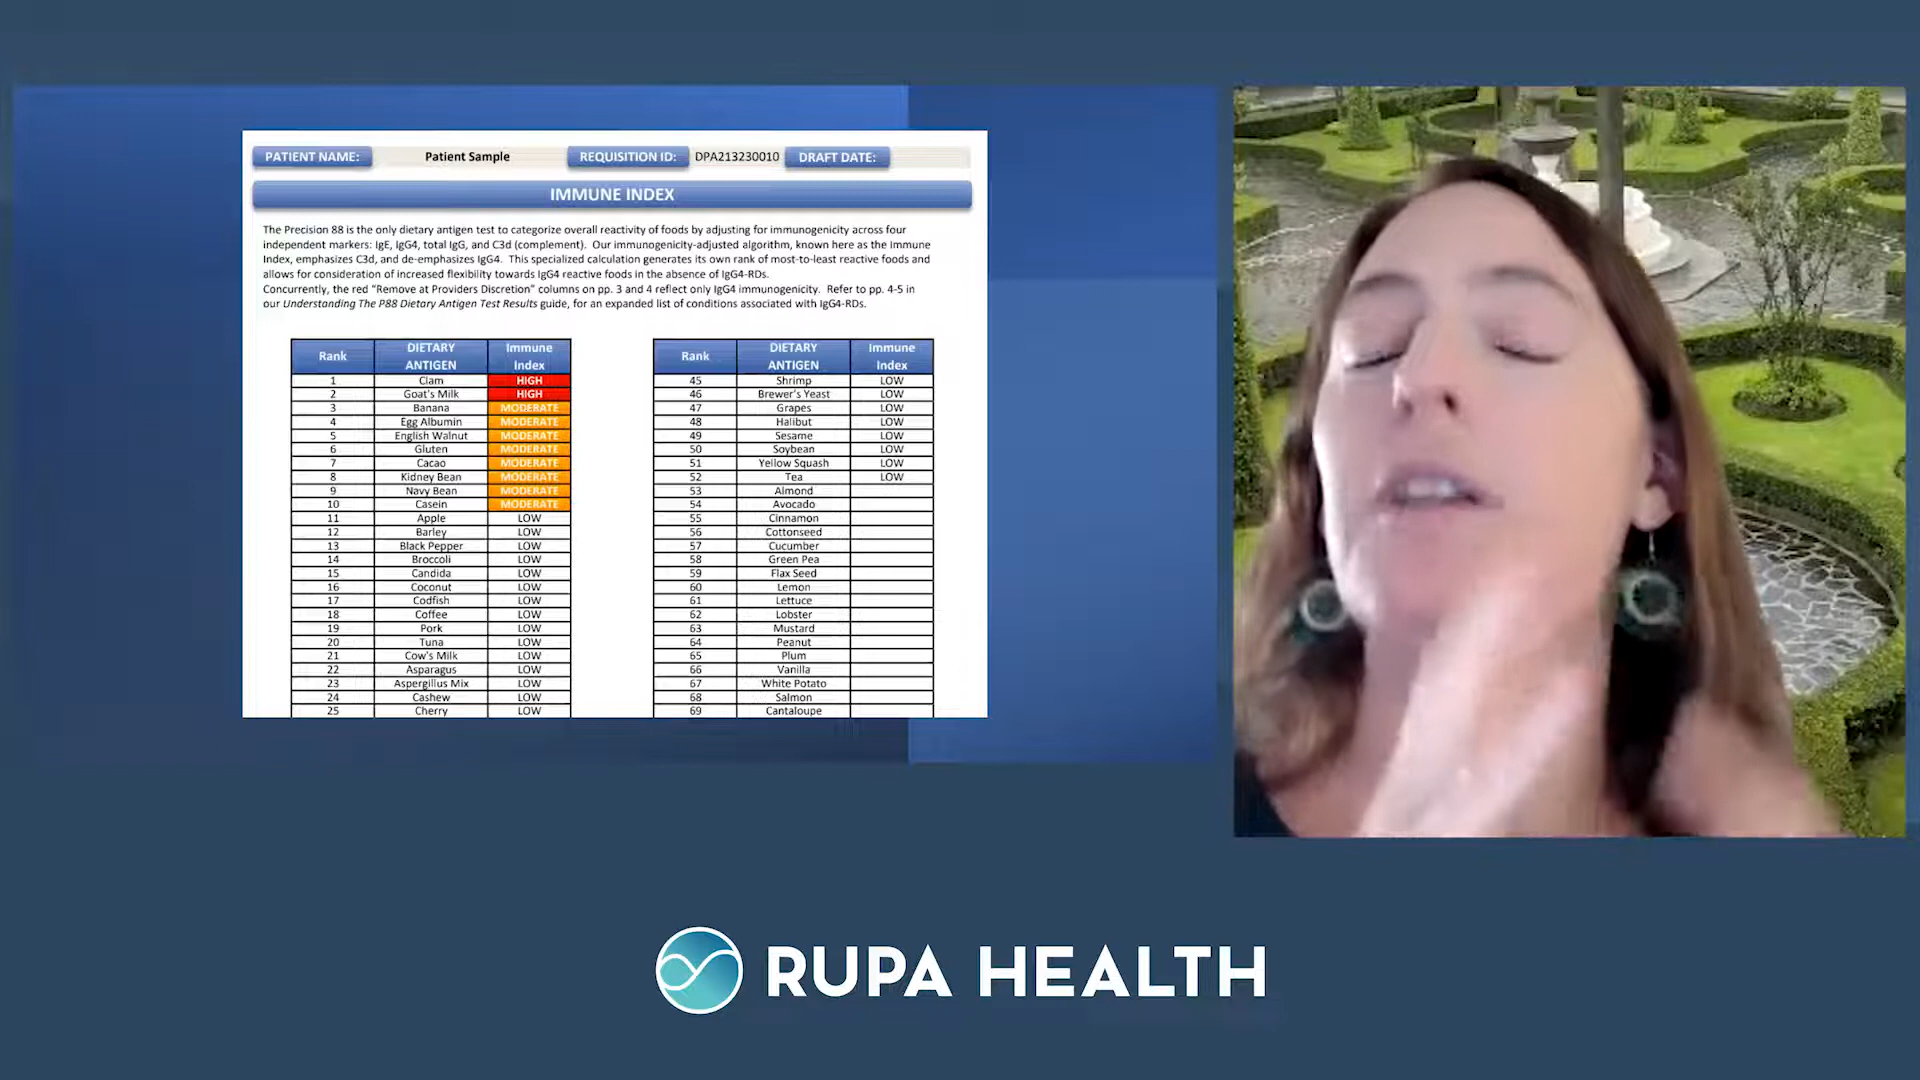 PATIENT NAME: Patient Sample REQUISITION ID: DPA213230010 DRAFT DATE:
IMMUNE INDEX
The Precision 88 is the only dietary antigen test to categorize overall reactivity of foods by adjusting for immunogenicity across four
independent markers: IgE, IgG4, total IgG, and C3d (complement). Our immunogenicity-adjusted algorithm, known here as the Immune
Index, emphasizes C3d, and de-emphasizes IgG4. This specialized calculation generates its own rank of most-to-least reactive foods and
allows for consideration of increased flexibility towards IgG4 reactive foods in the absence of IgG4-RDs.
Concurrently, the red “Remove at Providers Discretion” columns on pp. 3 and 4 reflect only IgG4 immunogenicity. Refer to pp. 4-5 in
our Understanding The P88 Dietary Antigen Test Results guide, for an expanded list of conditions associated with IgG4-RDs.
Rank DIETARY ANTIGEN Immune Index
1 Clam HIGH
2 Goat's Milk HIGH
3 Banana MODERATE
4 Egg Albumin MODERATE
5 English Walnut MODERATE
6 Gluten MODERATE
7 Cacao MODERATE
8 Kidney Bean MODERATE
9 Navy Bean MODERATE
10 Casein MODERATE
11 Apple LOW
12 Barley LOW
13 Black Pepper LOW
14 Broccoli LOW
15 Candida LOW
16 Coconut LOW
17 Codfish LOW
18 Coffee LOW
19 Pork LOW
20 Tuna LOW
21 Cow's Milk LOW
22 Asparagus LOW
23 Aspergillus Mix LOW
24 Cashew LOW
25 Cherry LOW
Rank DIETARY ANTIGEN Immune Index
45 Shrimp LOW
46 Brewer's Yeast LOW
47 Grapes LOW
48 Halibut LOW
49 Sesame LOW
50 Soybean LOW
51 Yellow Squash LOW
52 Tea LOW
53 Almond
54 Avocado
55 Cinnamon
56 Cottonseed
57 Cucumber
58 Green Pea
59 Flax Seed
60 Lemon
61 Lettuce
62 Lobster
63 Mustard
64 Peanut
65 Plum
66 Vanilla
67 White Potato
68 Salmon
69 Cantaloupe
RUPA HEALTH